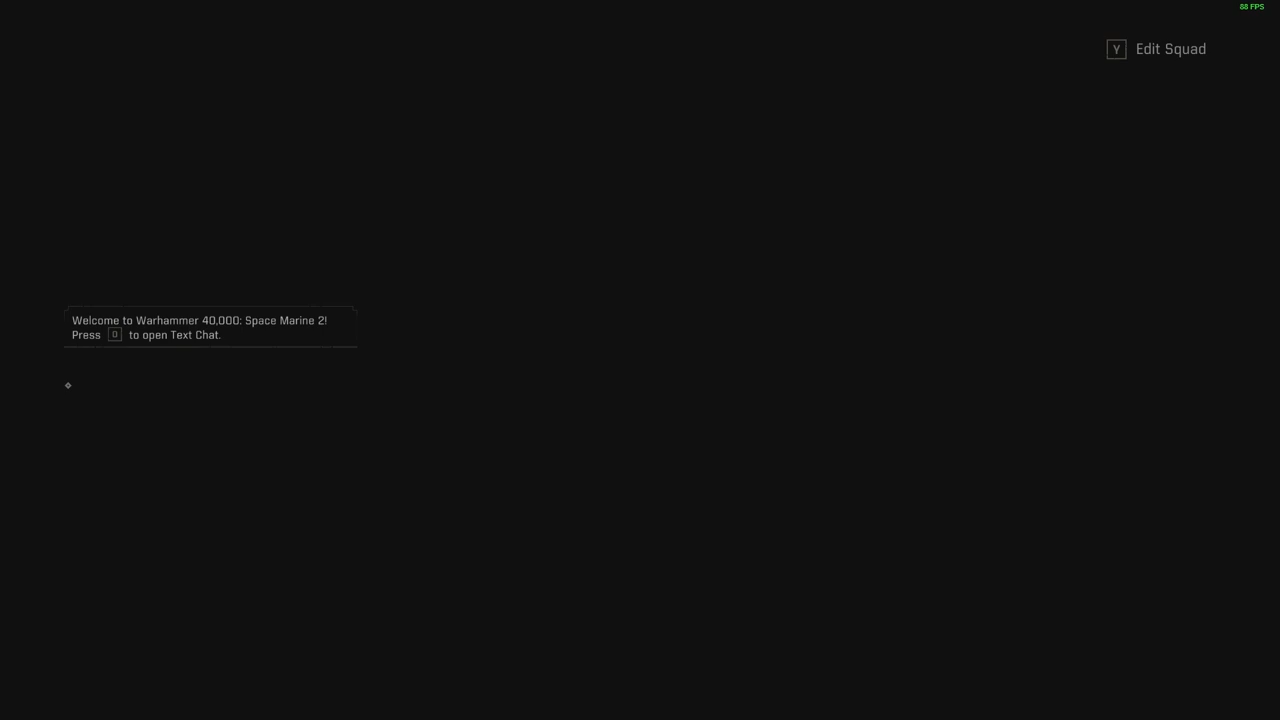 88 FPS
Y Edit Squad
Welcome to Warhammer 40,000: Space Marine 2!
Press O to open Text Chat.